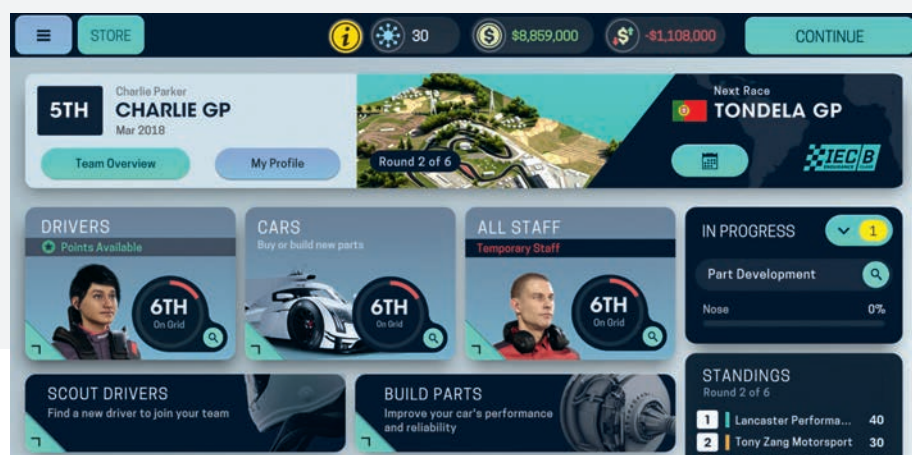 STORE
i
30
$8,859,000
$
-$1,108,000
CONTINUE
5TH
Charlie Parker
CHARLIE GP
Mar 2018
Team Overview
My Profile
Round 2 of 6
Next Race
TONDELA GP
IEC B
DRIVERS
Points Available
6TH
On Grid
CARS
Buy or build new parts
6TH
On Grid
ALL STAFF
Temporary Staff
6TH
On Grid
IN PROGRESS
1
Part Development
Nose 0%
SCOUT DRIVERS
Find a new driver to join your team
BUILD PARTS
Improve your car's performance
and reliability
STANDINGS
Round 2 of 6
1 Lancaster Performa... 40
2 Tony Zang Motorsport 30